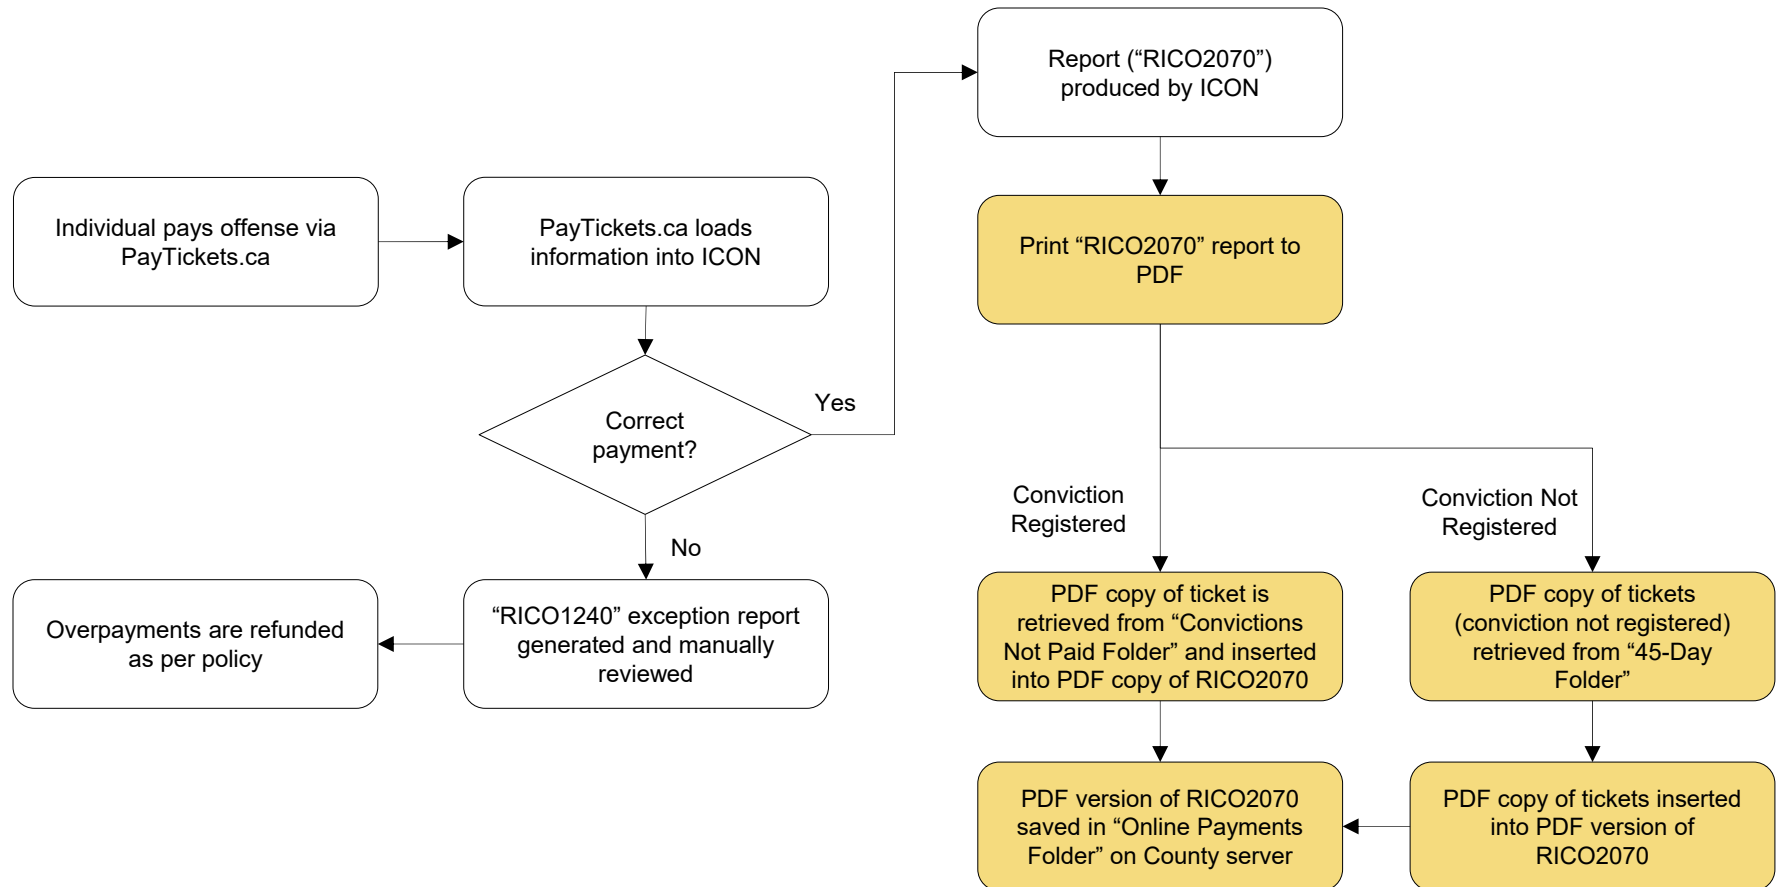 Report (“RICO2070”)
produced by ICON
Individual pays offense via
PayTickets.ca
PayTickets.ca loads
information into ICON
Print “RICO2070” report to
PDF
Correct
payment?
Yes
No
Conviction
Registered
Conviction Not
Registered
Overpayments are refunded
as per policy
“RICO1240” exception report
generated and manually
reviewed
PDF copy of ticket is
retrieved from “Convictions
Not Paid Folder” and inserted
into PDF copy of RICO2070
PDF copy of tickets
(conviction not registered)
retrieved from “45-Day
Folder”
PDF version of RICO2070
saved in “Online Payments
Folder” on County server
PDF copy of tickets inserted
into PDF version of
RICO2070